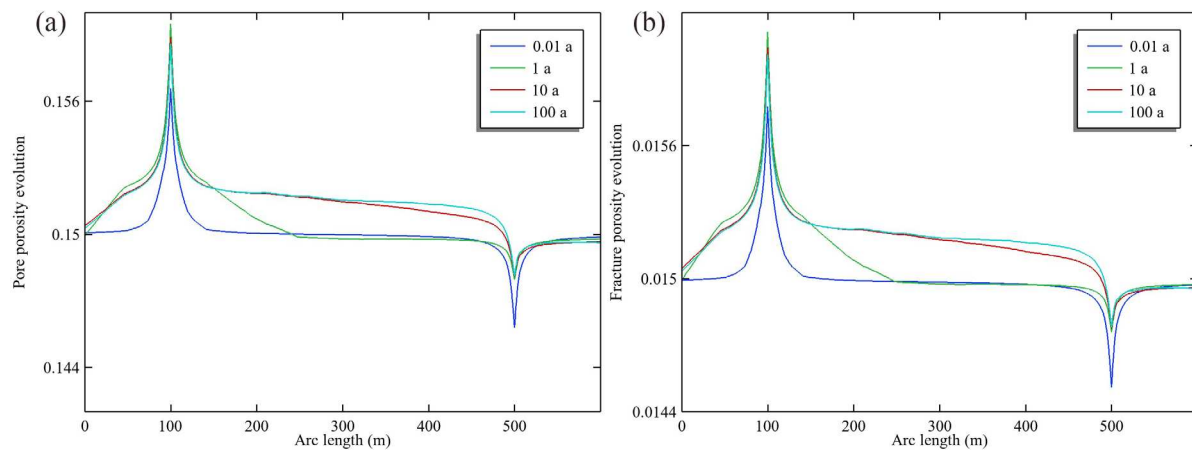 (a)
0.01 a
1 a
10 a
100 a
0.156
0.15
0.144
Pore porosity evolution
0 100 200 300 400 500
Arc length (m)
(b)
0.01 a
1 a
10 a
100 a
0.0156
0.015
0.0144
Fracture porosity evolution
0 100 200 300 400 500
Arc length (m)